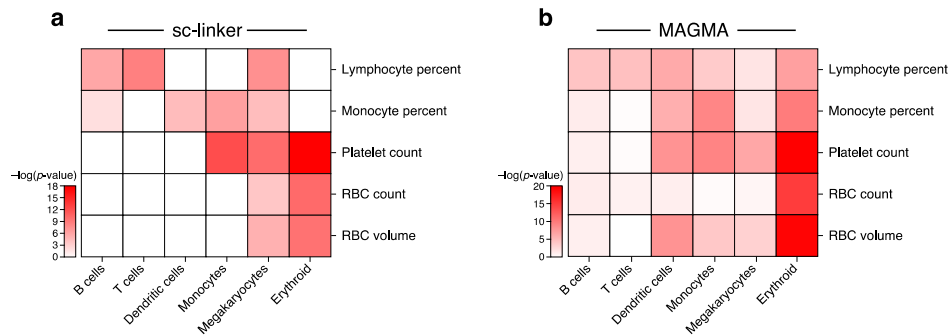 a
sc-linker
Lymphocyte percent
Monocyte percent
Platelet count
RBC count
RBC volume
−log(p-value)
18
15
12
9
6
3
0
B cells
T cells
Dendritic cells
Monocytes
Megakaryocytes
Erythroid
b
MAGMA
Lymphocyte percent
Monocyte percent
Platelet count
RBC count
RBC volume
−log(p-value)
20
15
10
5
0
B cells
T cells
Dendritic cells
Monocytes
Megakaryocytes
Erythroid